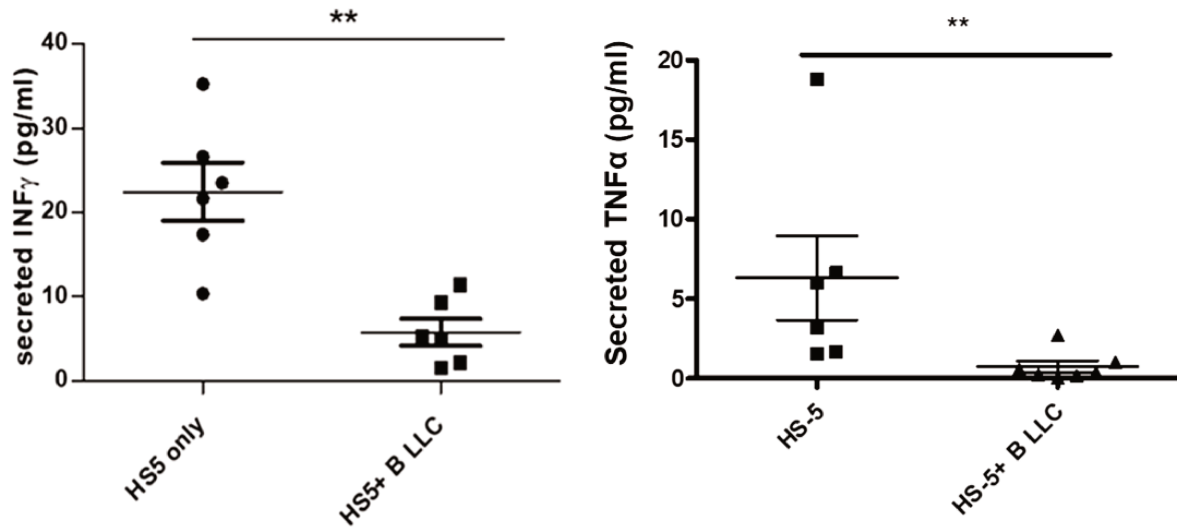 **
secreted INFγ (pg/ml)
40
30
20
10
0
HS5 only
HS5+ B LLC
**
Secreted TNFα (pg/ml)
20
15
10
5
0
HS-5
HS-5+ B LLC